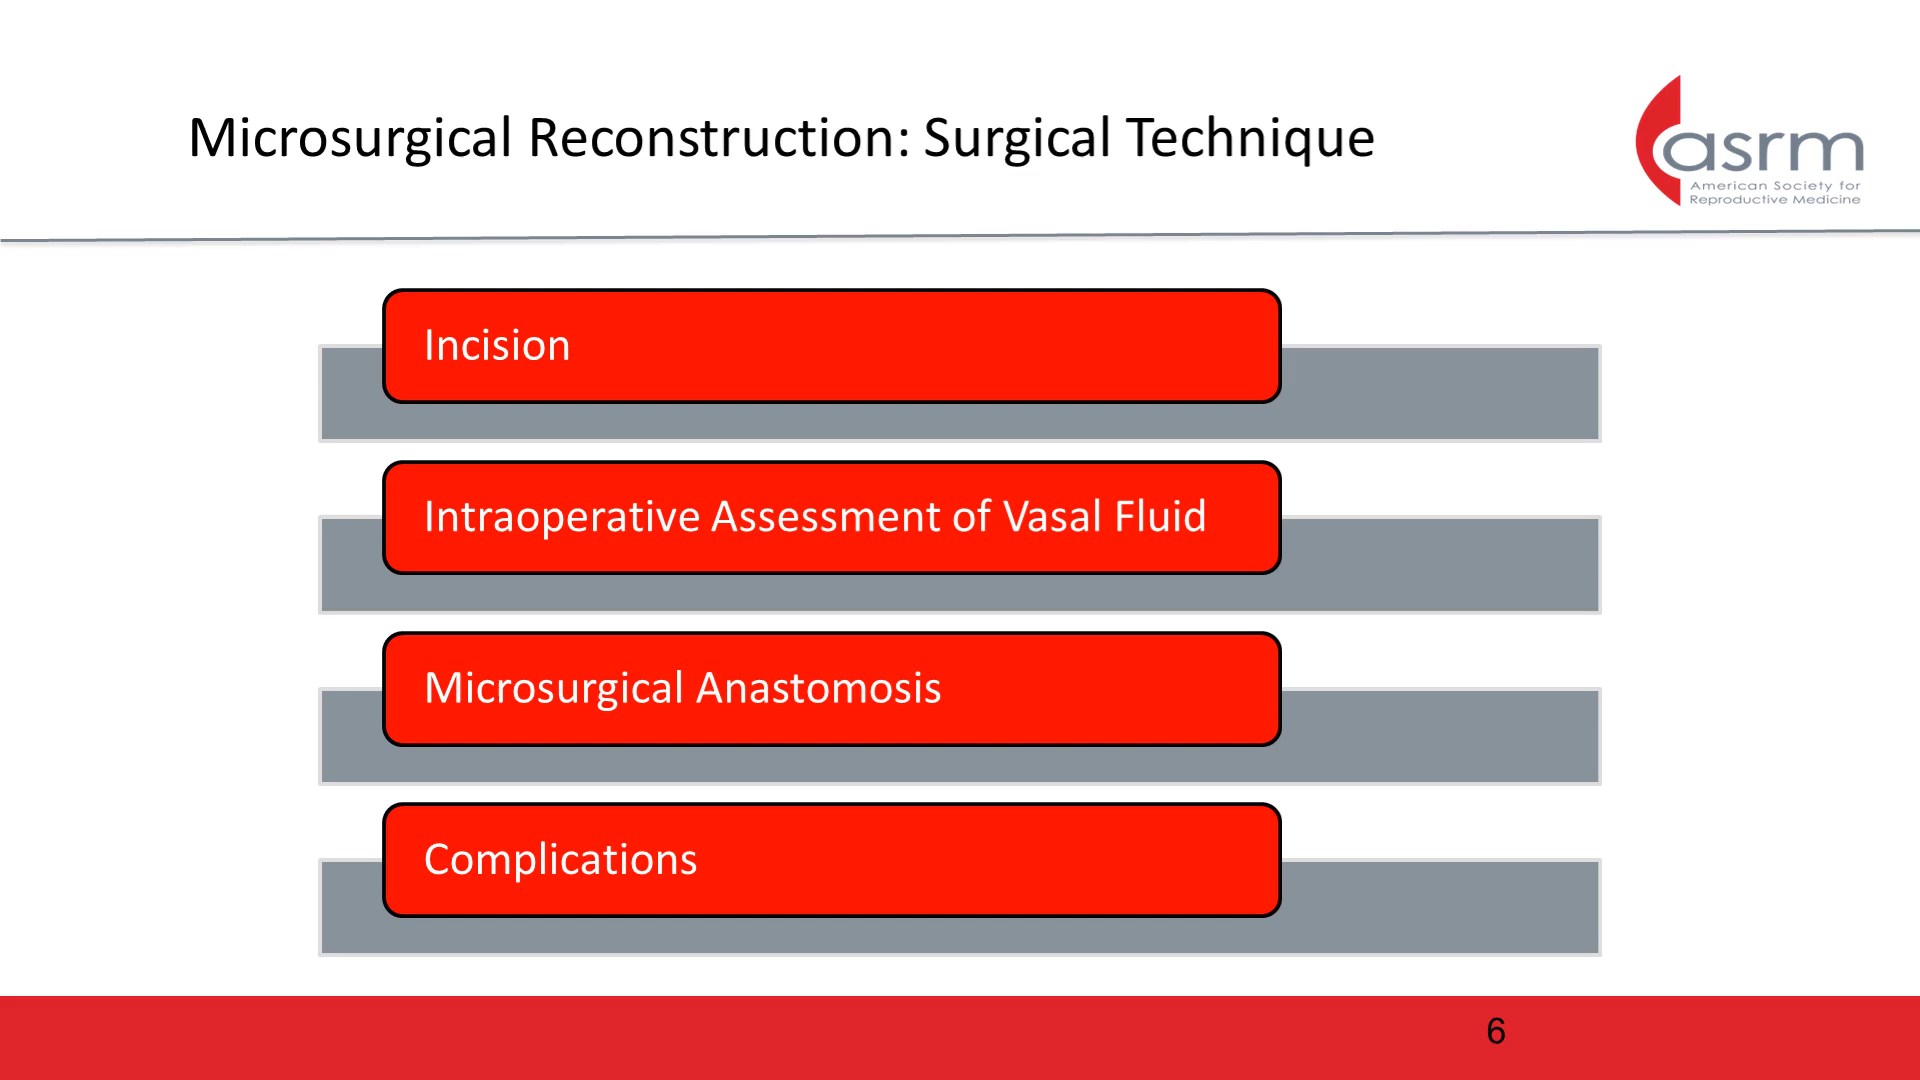 Microsurgical Reconstruction: Surgical Technique
asrm
American Society for
Reproductive Medicine
Incision
Intraoperative Assessment of Vasal Fluid
Microsurgical Anastomosis
Complications
6